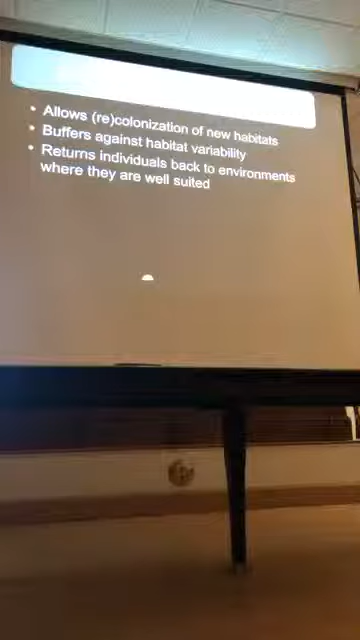 • Allows (re)colonization of new habitats
• Buffers against habitat variability
• Returns individuals back to environments
where they are well suited